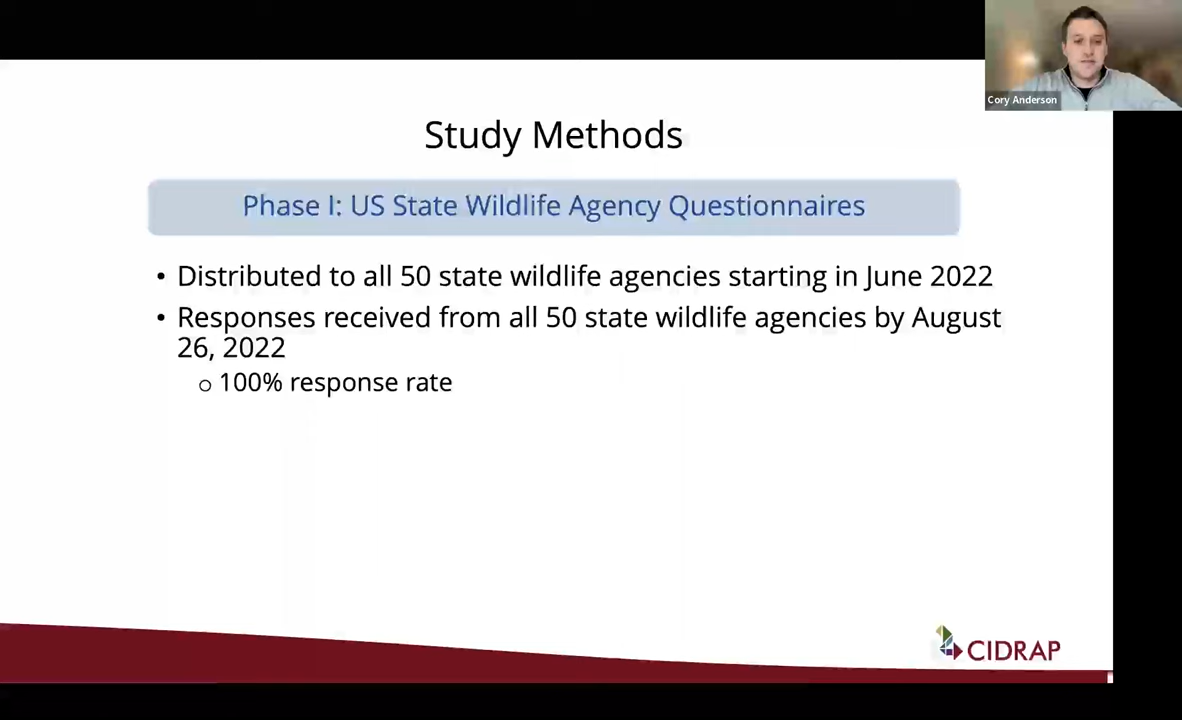 Cory Anderson
Study Methods
Phase I: US State Wildlife Agency Questionnaires
• Distributed to all 50 state wildlife agencies starting in June 2022
• Responses received from all 50 state wildlife agencies by August
26, 2022
o 100% response rate
CIDRAP